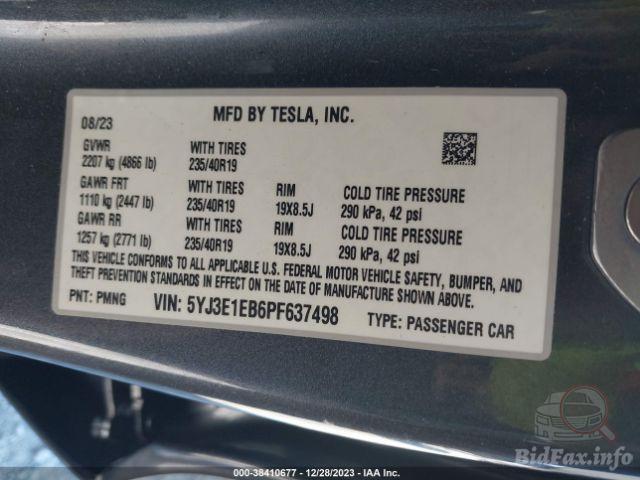 MFD BY TESLA, INC.
08/23
GVWR WITH TIRES
2207 kg (4866 lb) 235/40R19
GAWR FRT WITH TIRES RIM COLD TIRE PRESSURE
1110 kg (2447 lb) 235/40R19 19X8.5J 290 kPa, 42 psi
GAWR RR WITH TIRES RIM COLD TIRE PRESSURE
1257 kg (2771 lb) 235/40R19 19X8.5J 290 kPa, 42 psi
THIS VEHICLE CONFORMS TO ALL APPLICABLE U.S. FEDERAL MOTOR VEHICLE SAFETY, BUMPER, AND
THEFT PREVENTION STANDARDS IN EFFECT ON THE DATE OF MANUFACTURE SHOWN ABOVE.
PNT: PMNG VIN: 5YJ3E1EB6PF637498 TYPE: PASSENGER CAR
BidFax.info
000-38410677 - 12/28/2023 - IAA Inc.